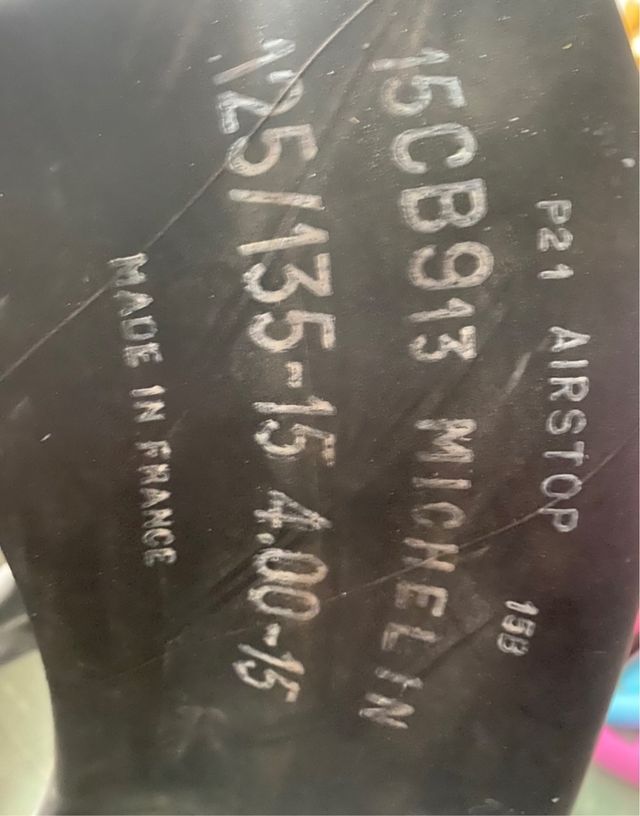 P21 AIRSTOP 15B
15CB913 MICHELIN
125/135-15 4.00-15
MADE IN FRANCE